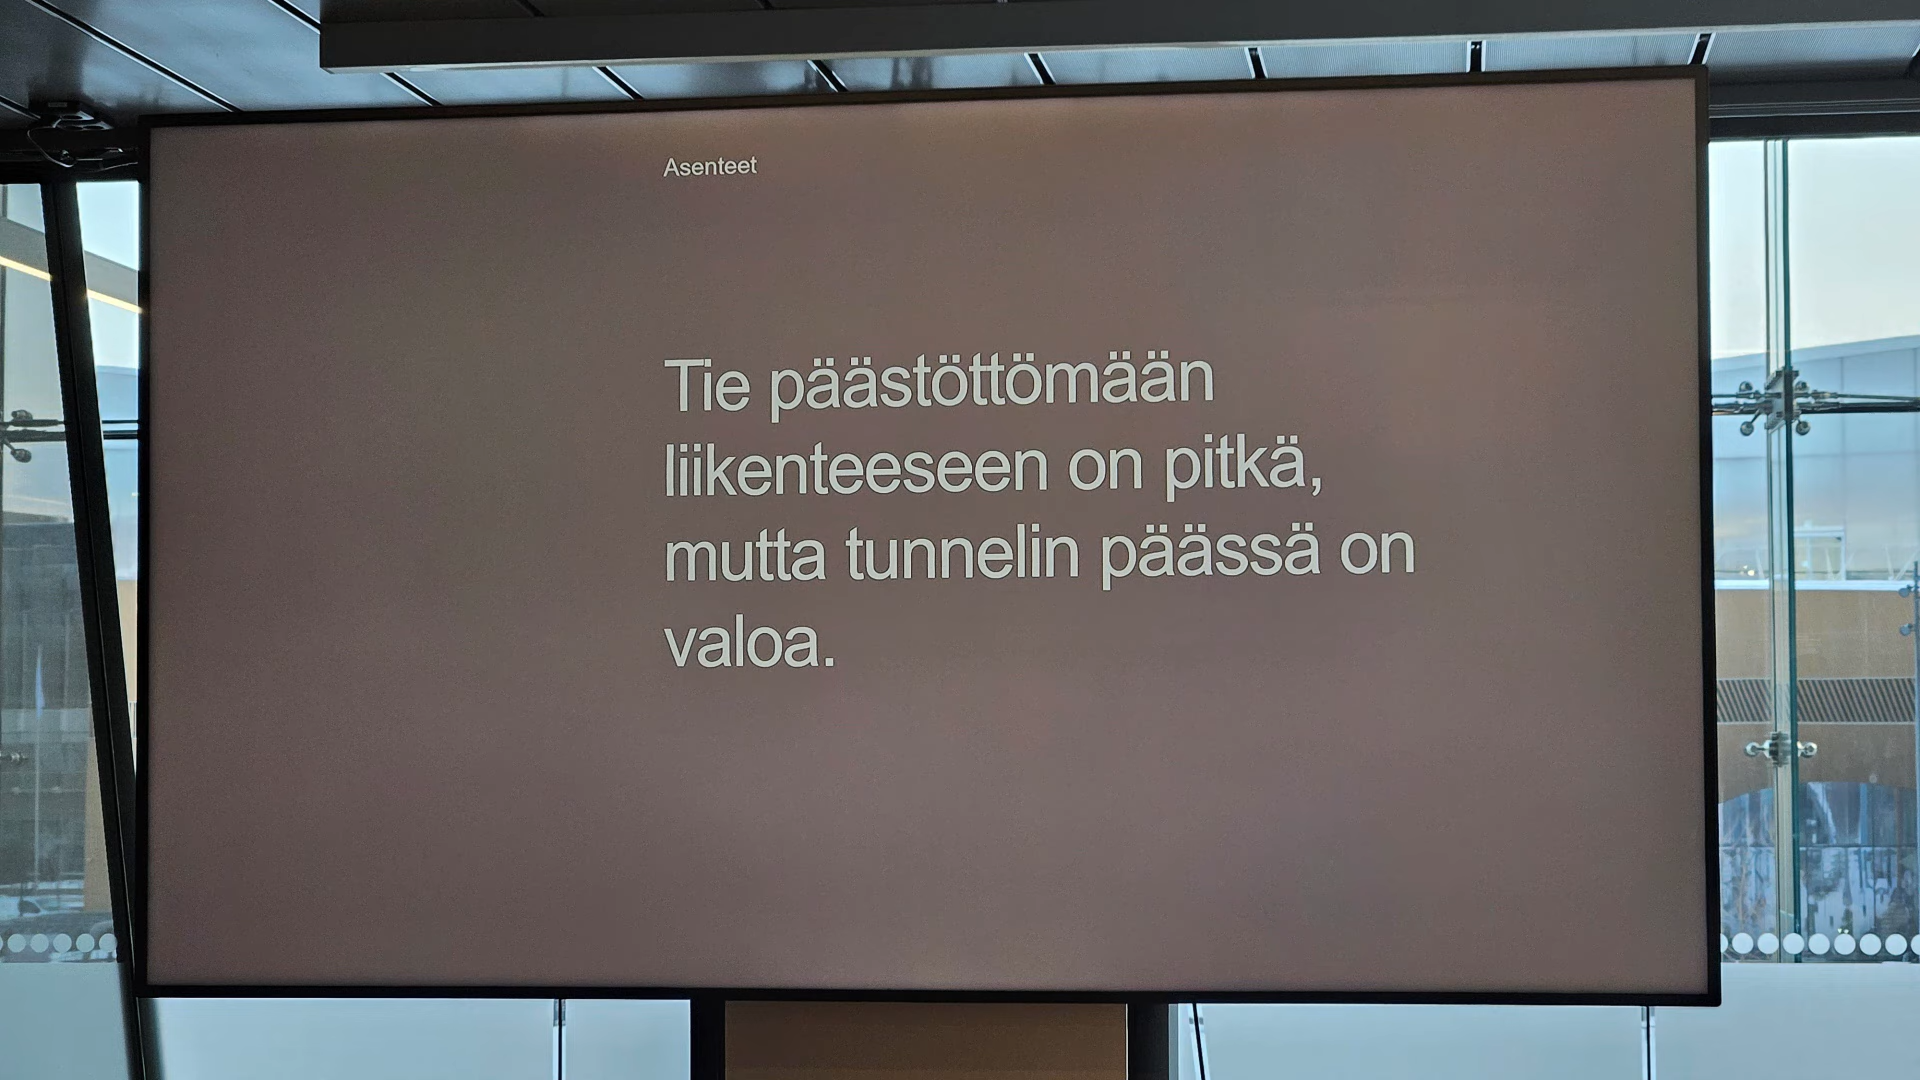 Asenteet
Tie päästöttömään
liikenteeseen on pitkä,
mutta tunnelin päässä on
valoa.